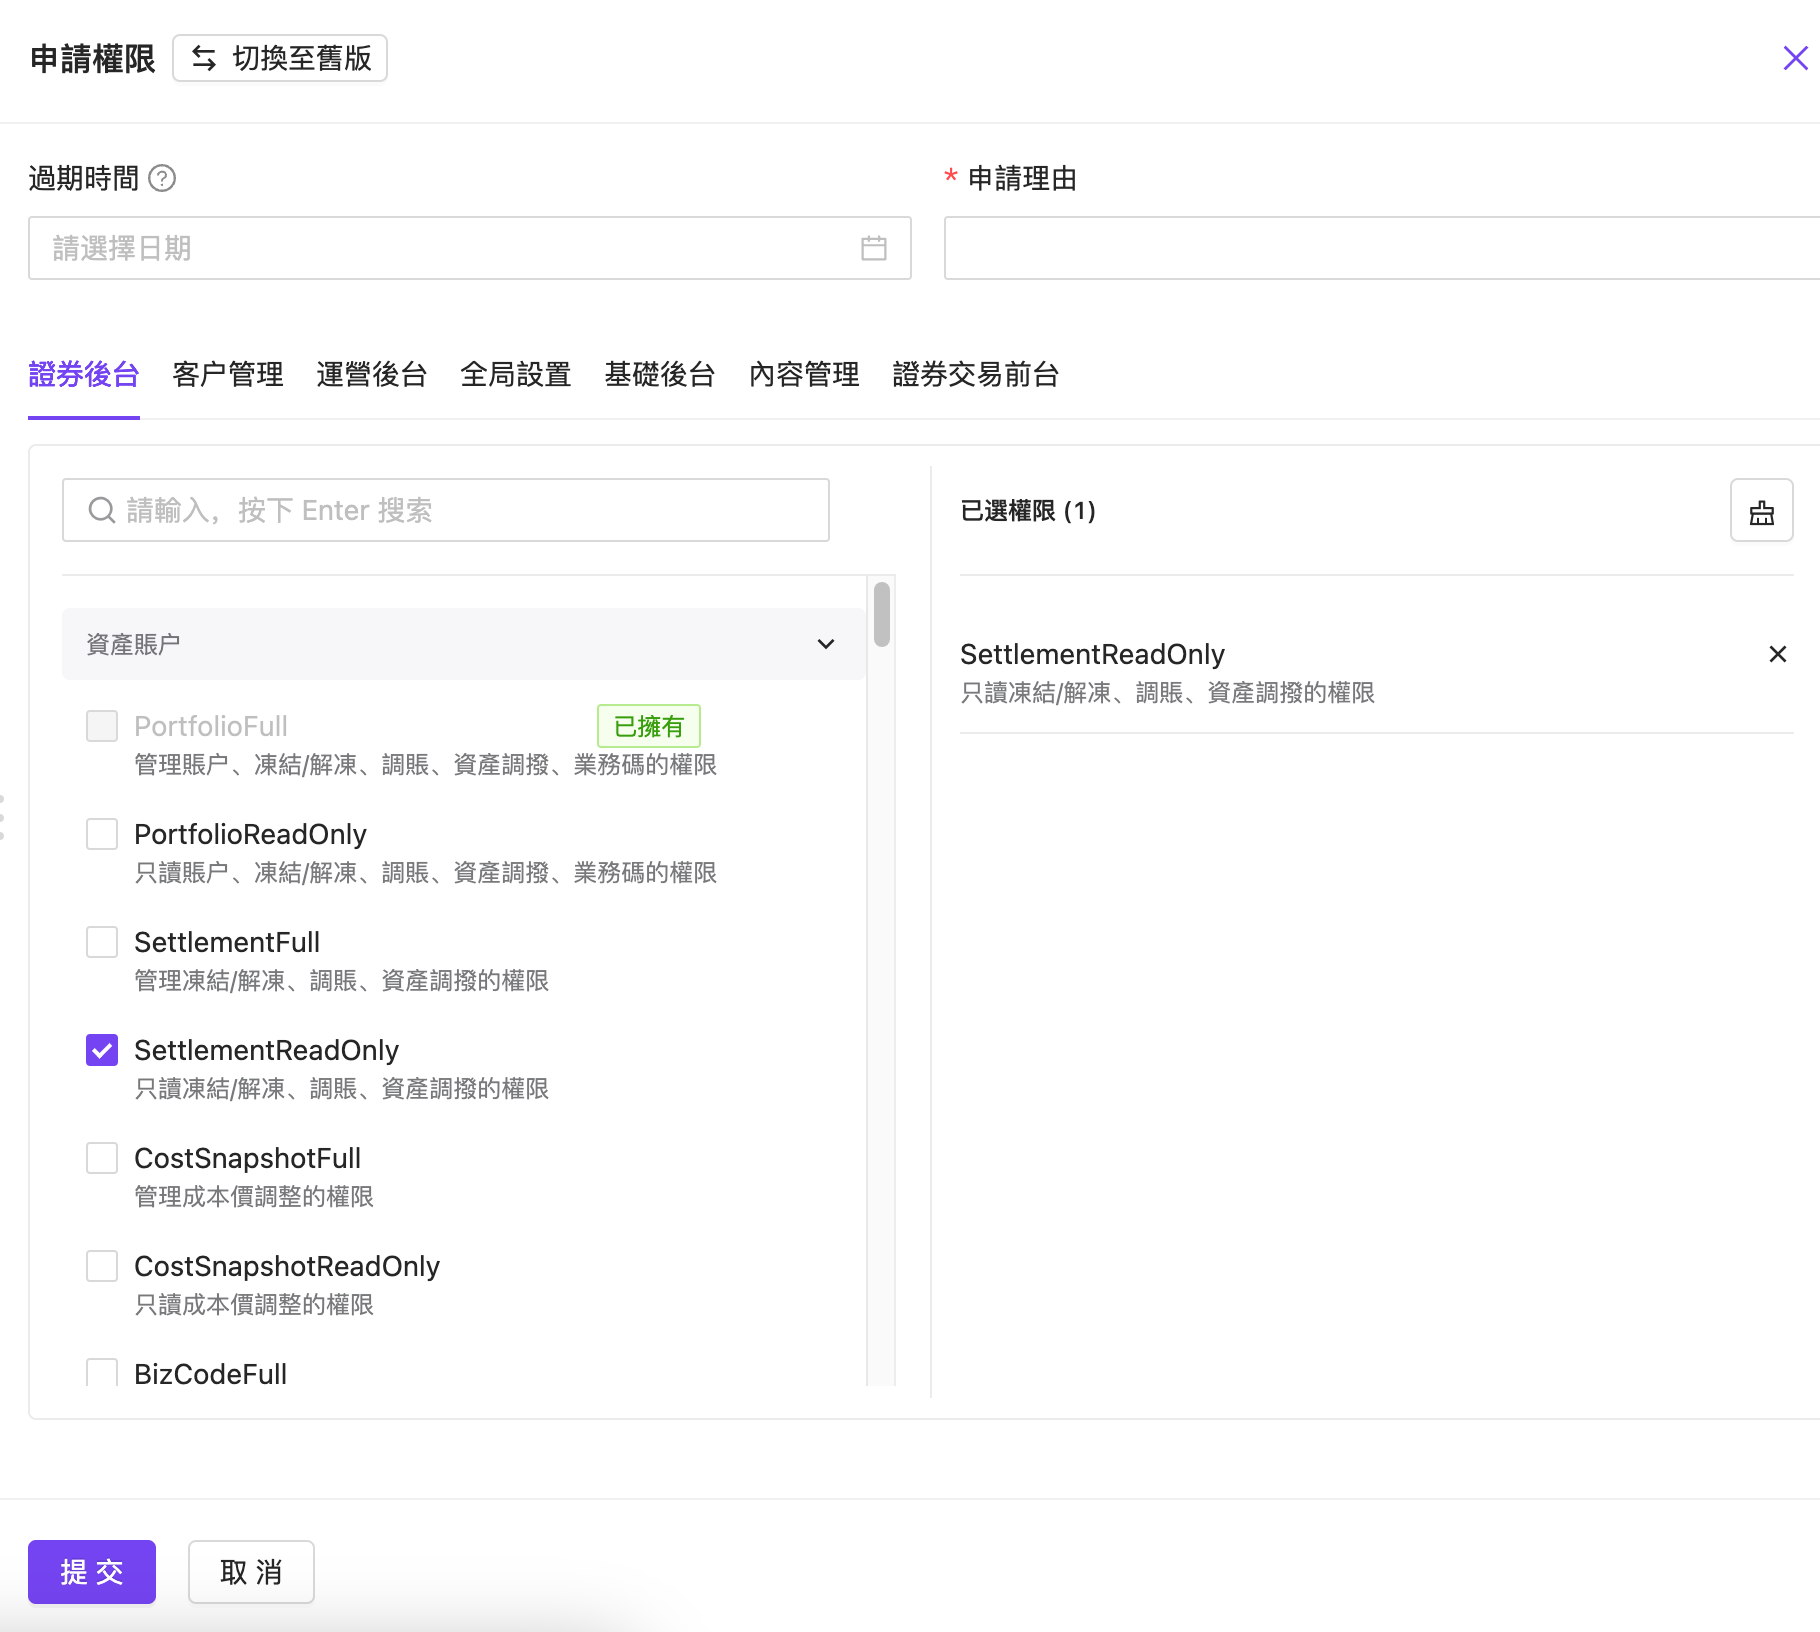 申請權限
切換至舊版
過期時間
* 申請理由
請選擇日期
證券後台 客户管理 運營後台 全局設置 基礎後台 內容管理 證券交易前台
請輸入，按下 Enter 搜索
資產賬户
PortfolioFull
已擁有
管理賬户、凍結/解凍、調賬、資產調撥、業務碼的權限
PortfolioReadOnly
只讀賬户、凍結/解凍、調賬、資產調撥、業務碼的權限
SettlementFull
管理凍結/解凍、調賬、資產調撥的權限
SettlementReadOnly
只讀凍結/解凍、調賬、資產調撥的權限
CostSnapshotFull
管理成本價調整的權限
CostSnapshotReadOnly
只讀成本價調整的權限
BizCodeFull
已選權限 (1)
SettlementReadOnly
只讀凍結/解凍、調賬、資產調撥的權限
提交
取消